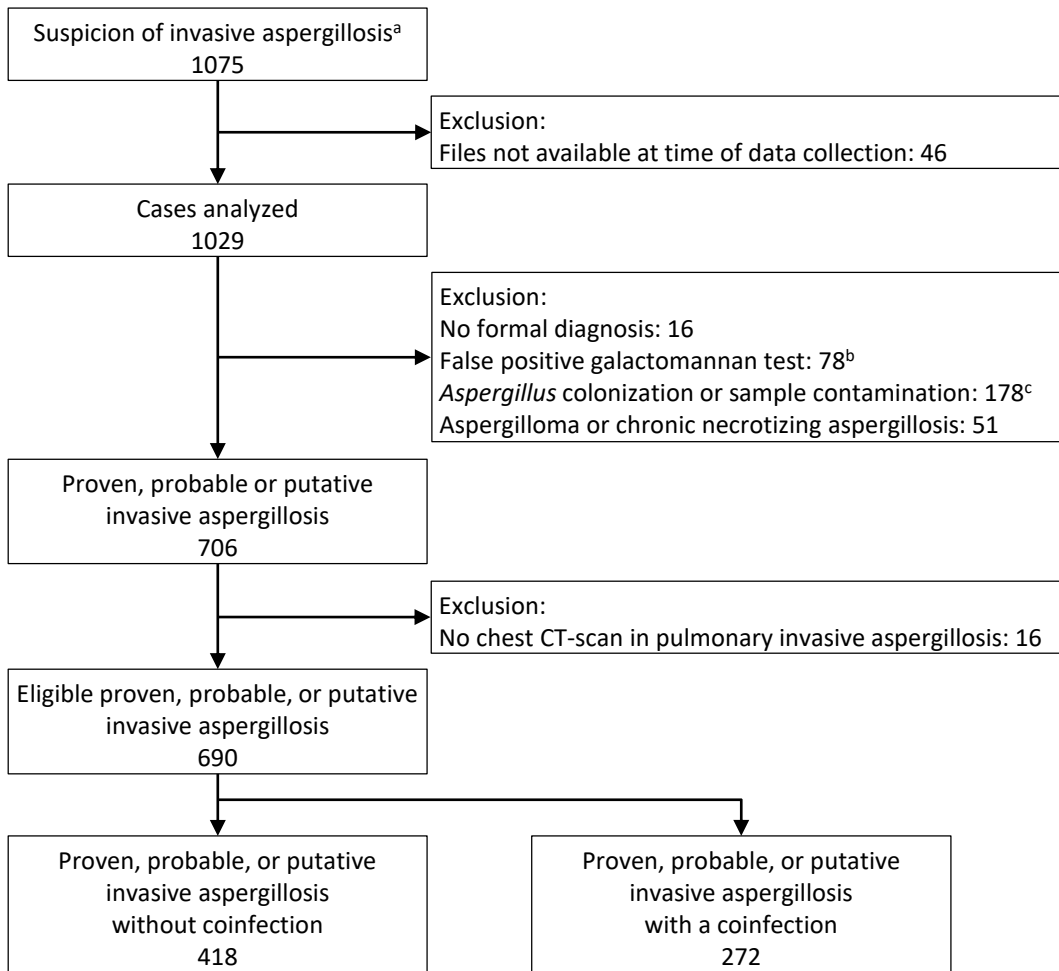 Suspicion of invasive aspergillosisᵃ
1075
Exclusion:
Files not available at time of data collection: 46
Cases analyzed
1029
Exclusion:
No formal diagnosis: 16
False positive galactomannan test: 78ᵇ
Aspergillus colonization or sample contamination: 178ᶜ
Aspergilloma or chronic necrotizing aspergillosis: 51
Proven, probable or putative
invasive aspergillosis
706
Exclusion:
No chest CT-scan in pulmonary invasive aspergillosis: 16
Eligible proven, probable, or putative
invasive aspergillosis
690
Proven, probable, or putative
invasive aspergillosis
without coinfection
418
Proven, probable, or putative
invasive aspergillosis
with a coinfection
272